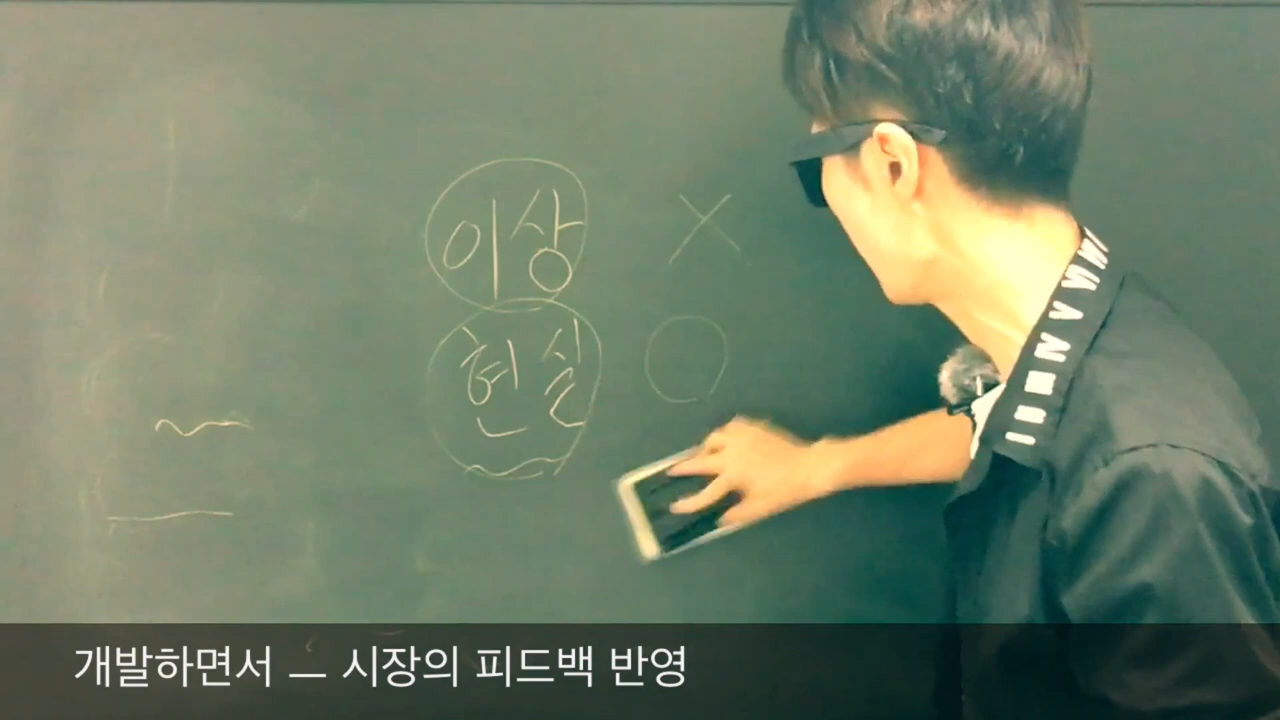 이상 ×
현실 ○
개발하면서 — 시장의 피드백 반영